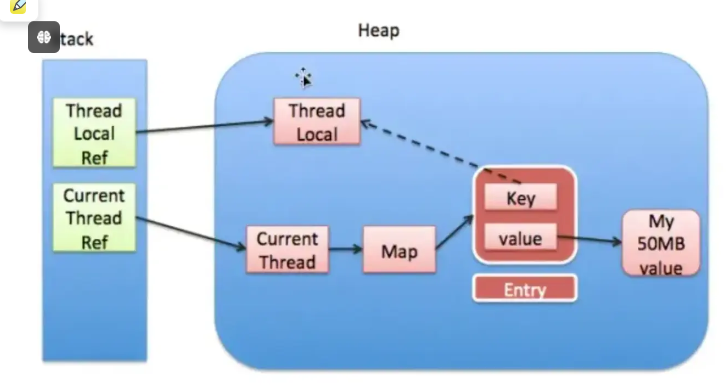 tack
Heap
Thread
Local
Ref
Thread
Local
Current
Thread
Ref
Key
value
Current
Thread
Map
My
50MB
value
Entry